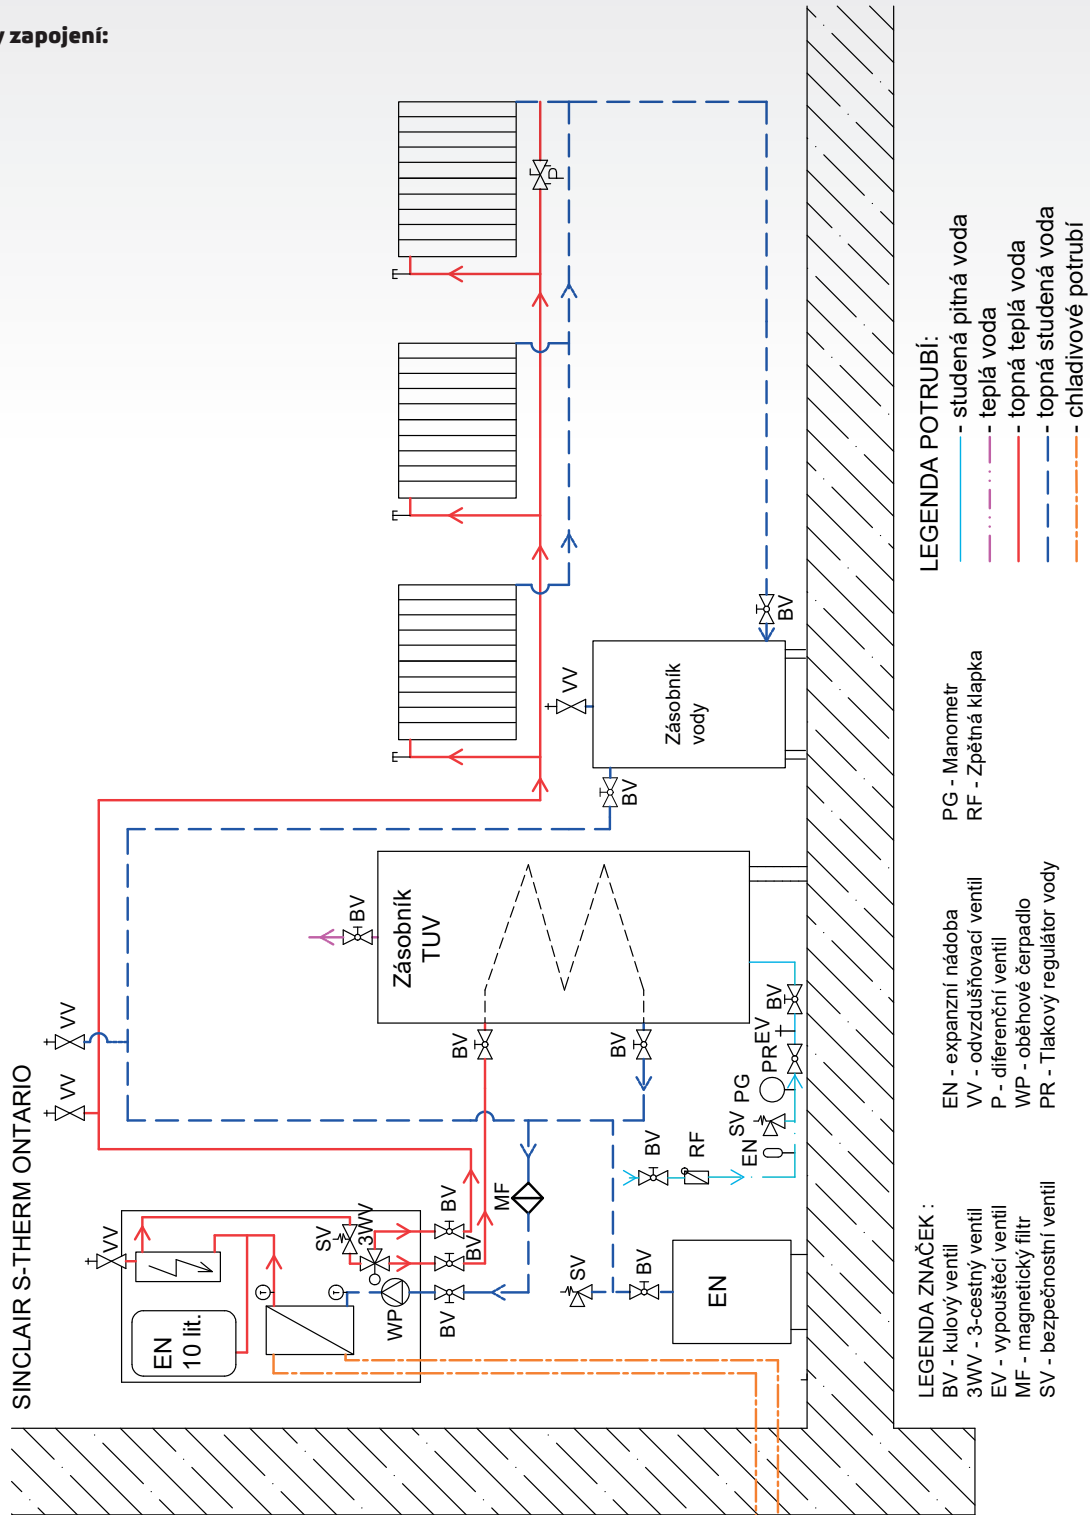 y zapojení:
SINCLAIR S-THERM ONTARIO
VV
VV
VV
EN
10 lit.
T
T
SV
3WV
WP
BV
BV
BV
MF
BV
BV
BV
Zásobník
TUV
VV
BV
Zásobník
vody
BV
P
SV
BV
EN
BV
RF
EN
SV
PG
PR
EV
BV
LEGENDA ZNAČEK :
BV - kulový ventil
3WV - 3-cestný ventil
EV - vypouštěcí ventil
MF - magnetický filtr
SV - bezpečnostní ventil
EN - expanzní nádoba
VV - odvzdušňovací ventil
P - diferenční ventil
WP - oběhové čerpadlo
PR - Tlakový regulátor vody
PG - Manometr
RF - Zpětná klapka
LEGENDA POTRUBÍ:
- studená pitná voda
- teplá voda
- topná teplá voda
- topná studená voda
- chladivové potrubí